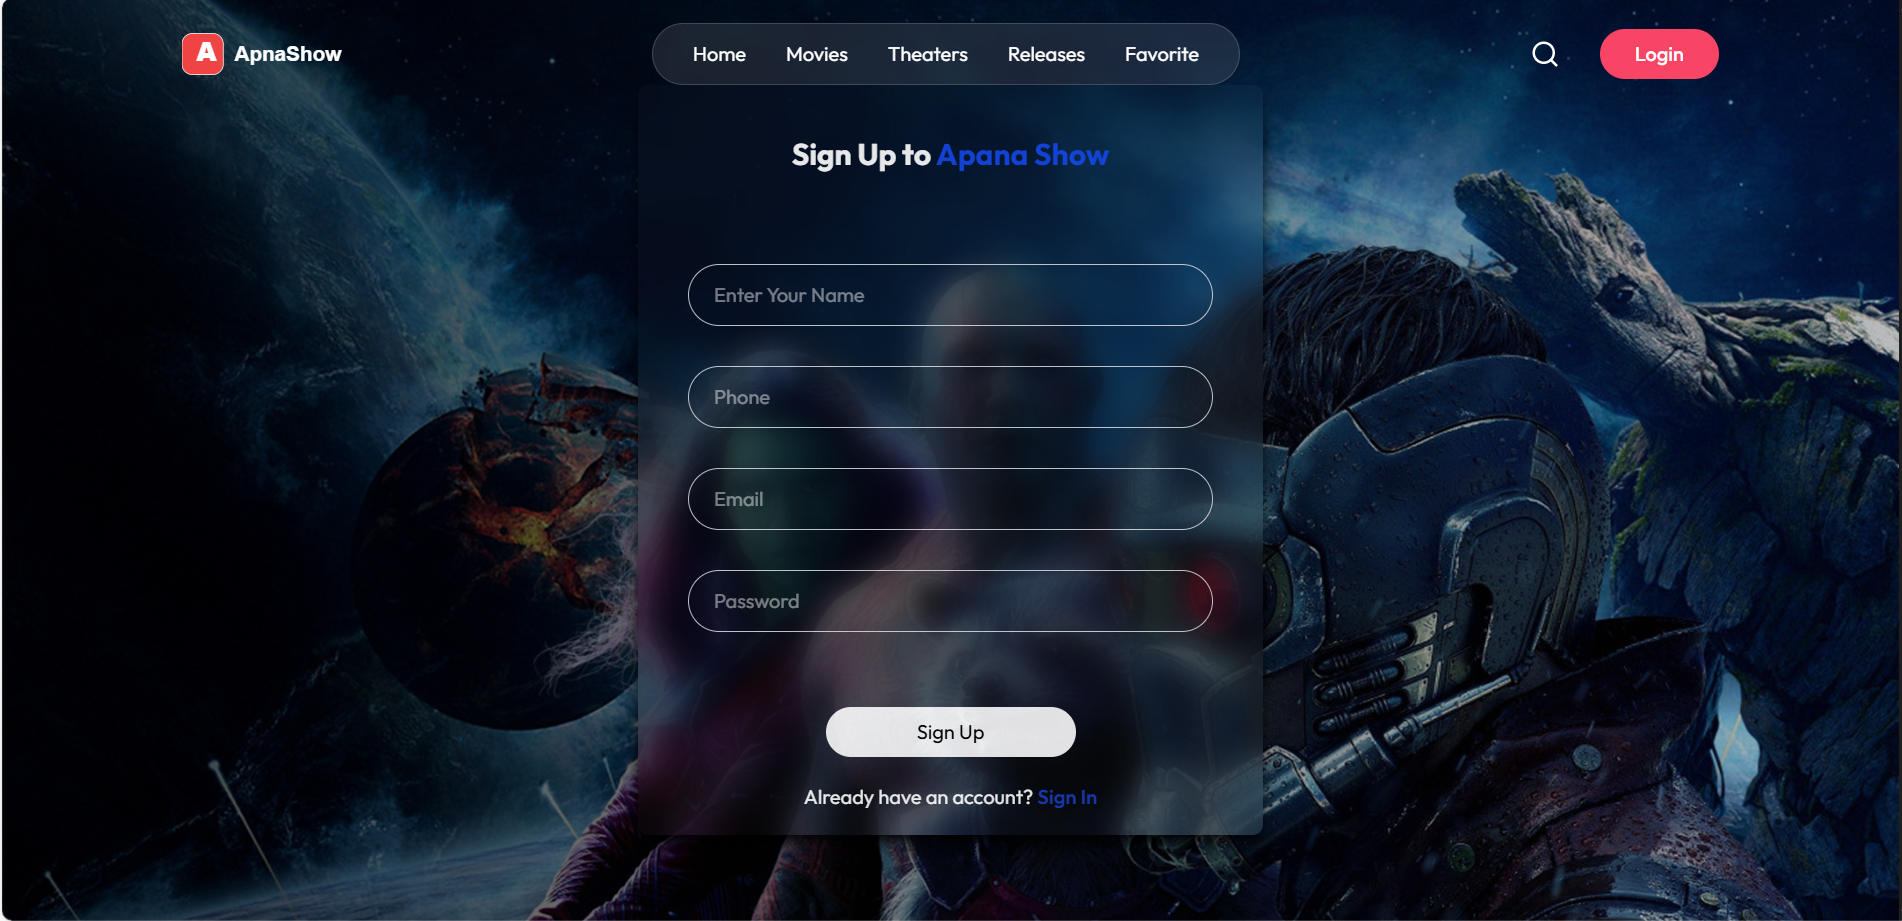 A ApnaShow
Home Movies Theaters Releases Favorite
Login
Sign Up to Apana Show
Enter Your Name
Phone
Email
Password
Sign Up
Already have an account? Sign In